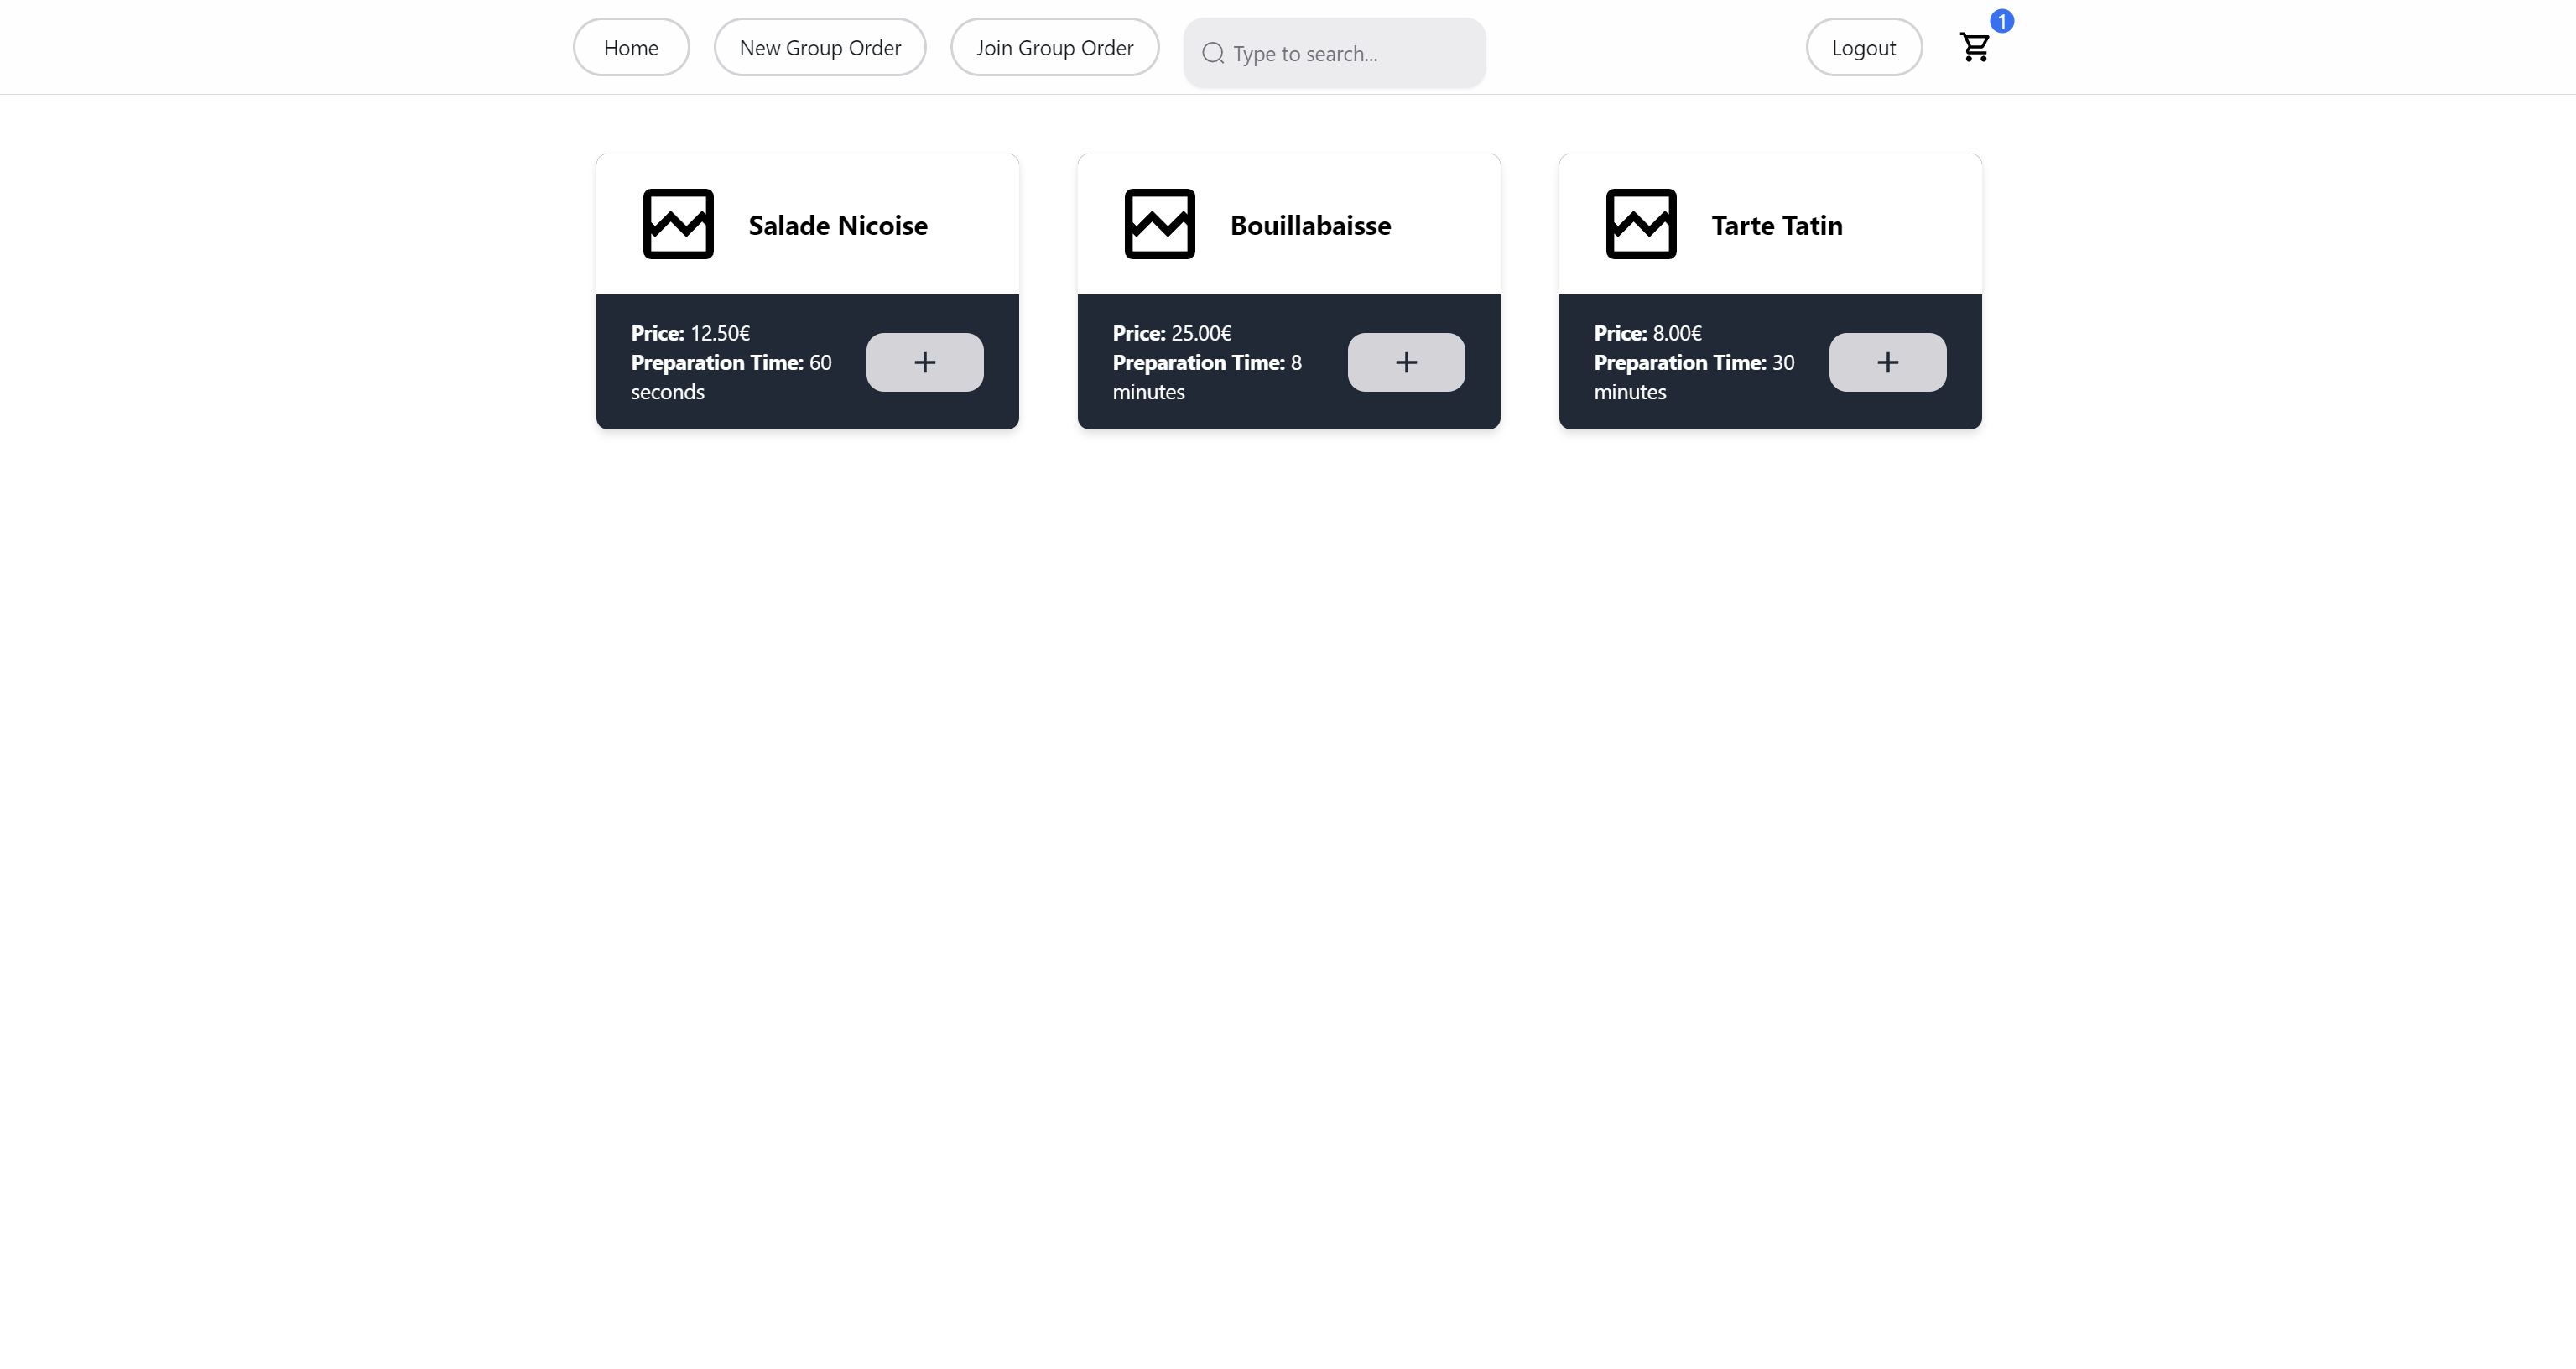 Home
New Group Order
Join Group Order
Type to search...
Logout
1
Salade Nicoise
Price: 12.50€
Preparation Time: 60
seconds
+
Bouillabaisse
Price: 25.00€
Preparation Time: 8
minutes
+
Tarte Tatin
Price: 8.00€
Preparation Time: 30
minutes
+